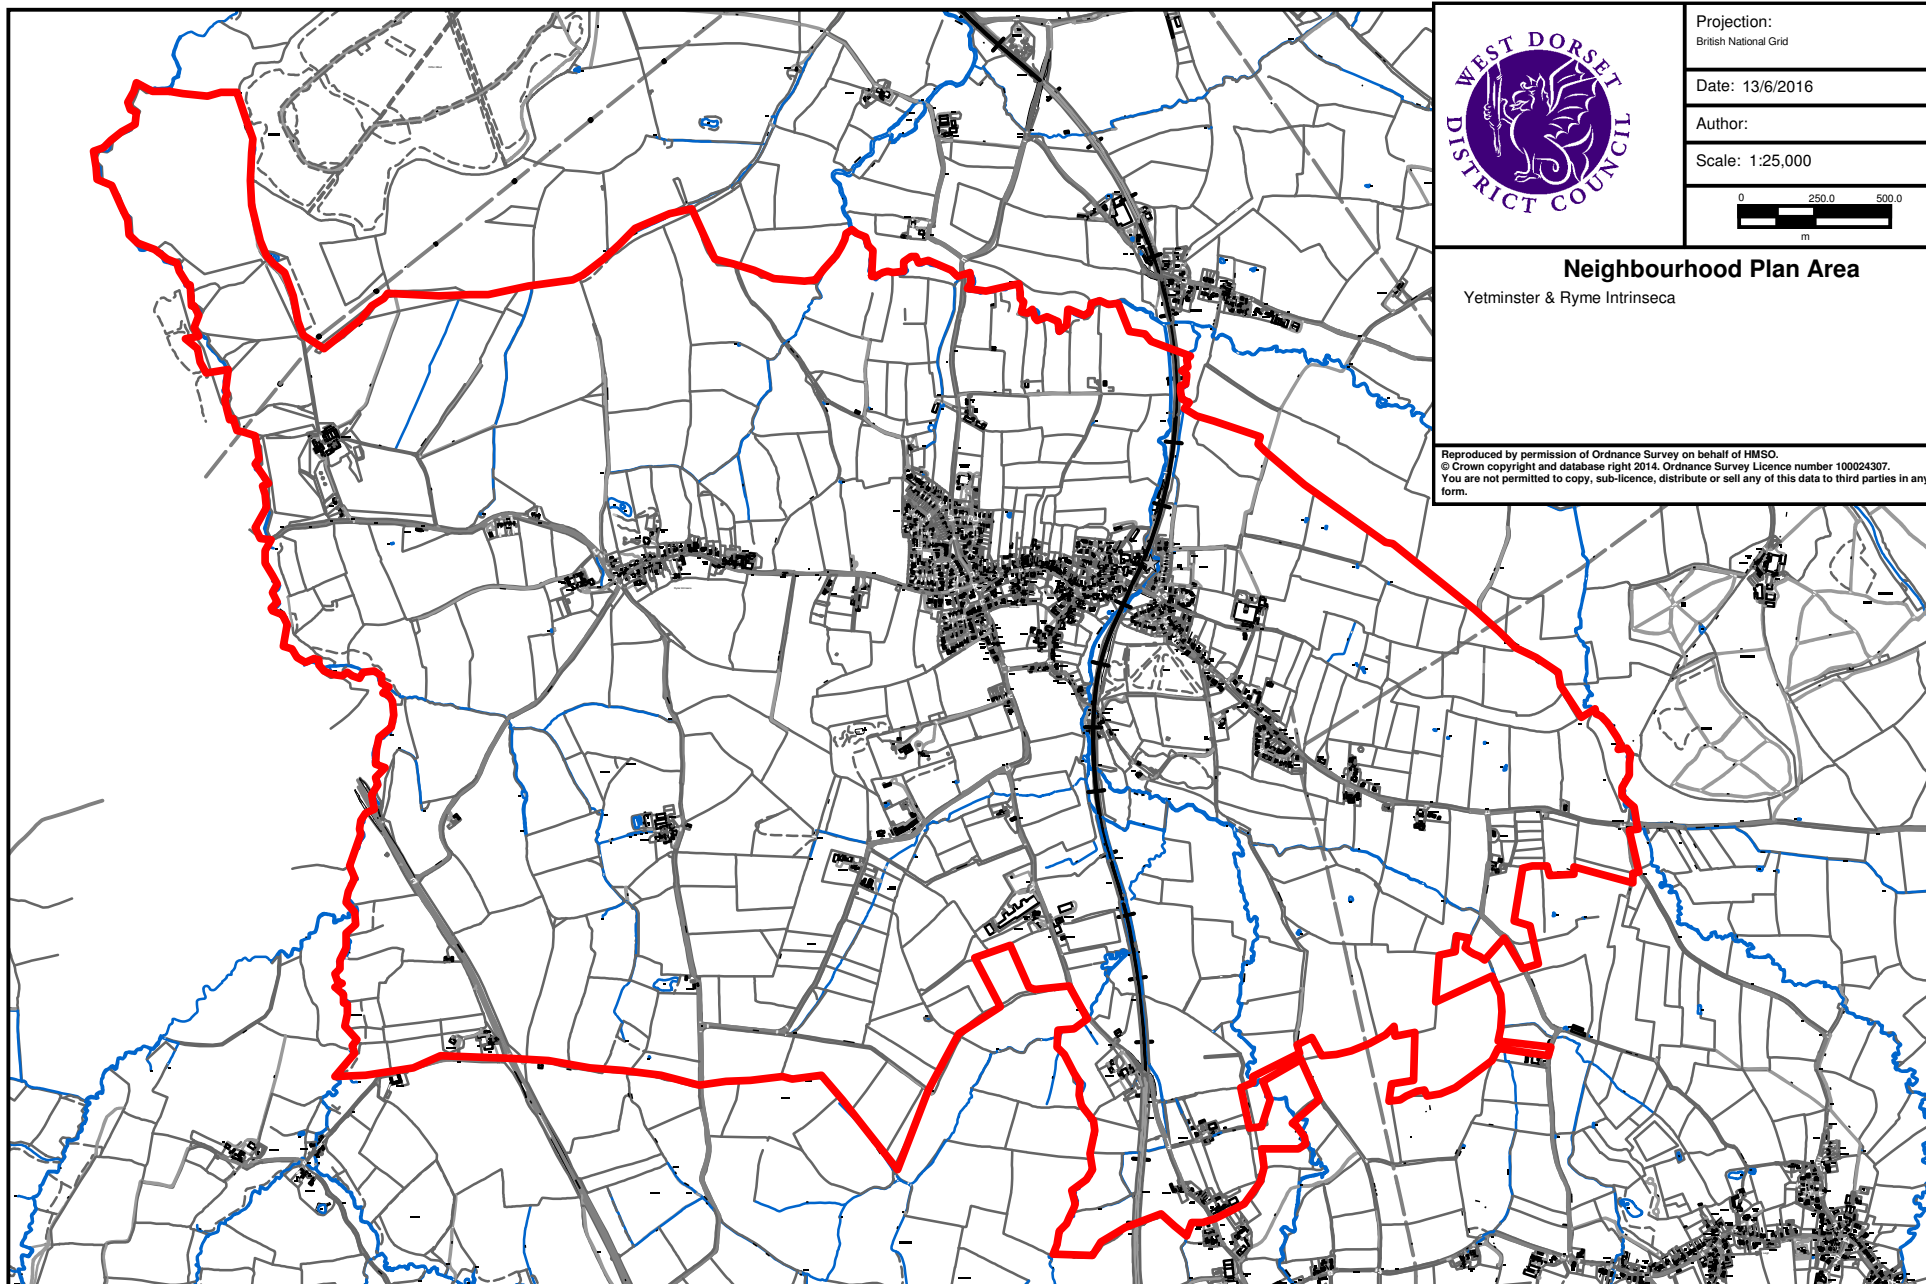 WEST DORSET
DISTRICT COUNCIL
Projection:
British National Grid
Date: 13/6/2016
Author:
Scale: 1:25,000
0 250.0 500.0
m
Neighbourhood Plan Area
Yetminster & Ryme Intrinseca
Reproduced by permission of Ordnance Survey on behalf of HMSO.
© Crown copyright and database right 2014. Ordnance Survey Licence number 100024307.
You are not permitted to copy, sub-licence, distribute or sell any of this data to third parties in any
form.